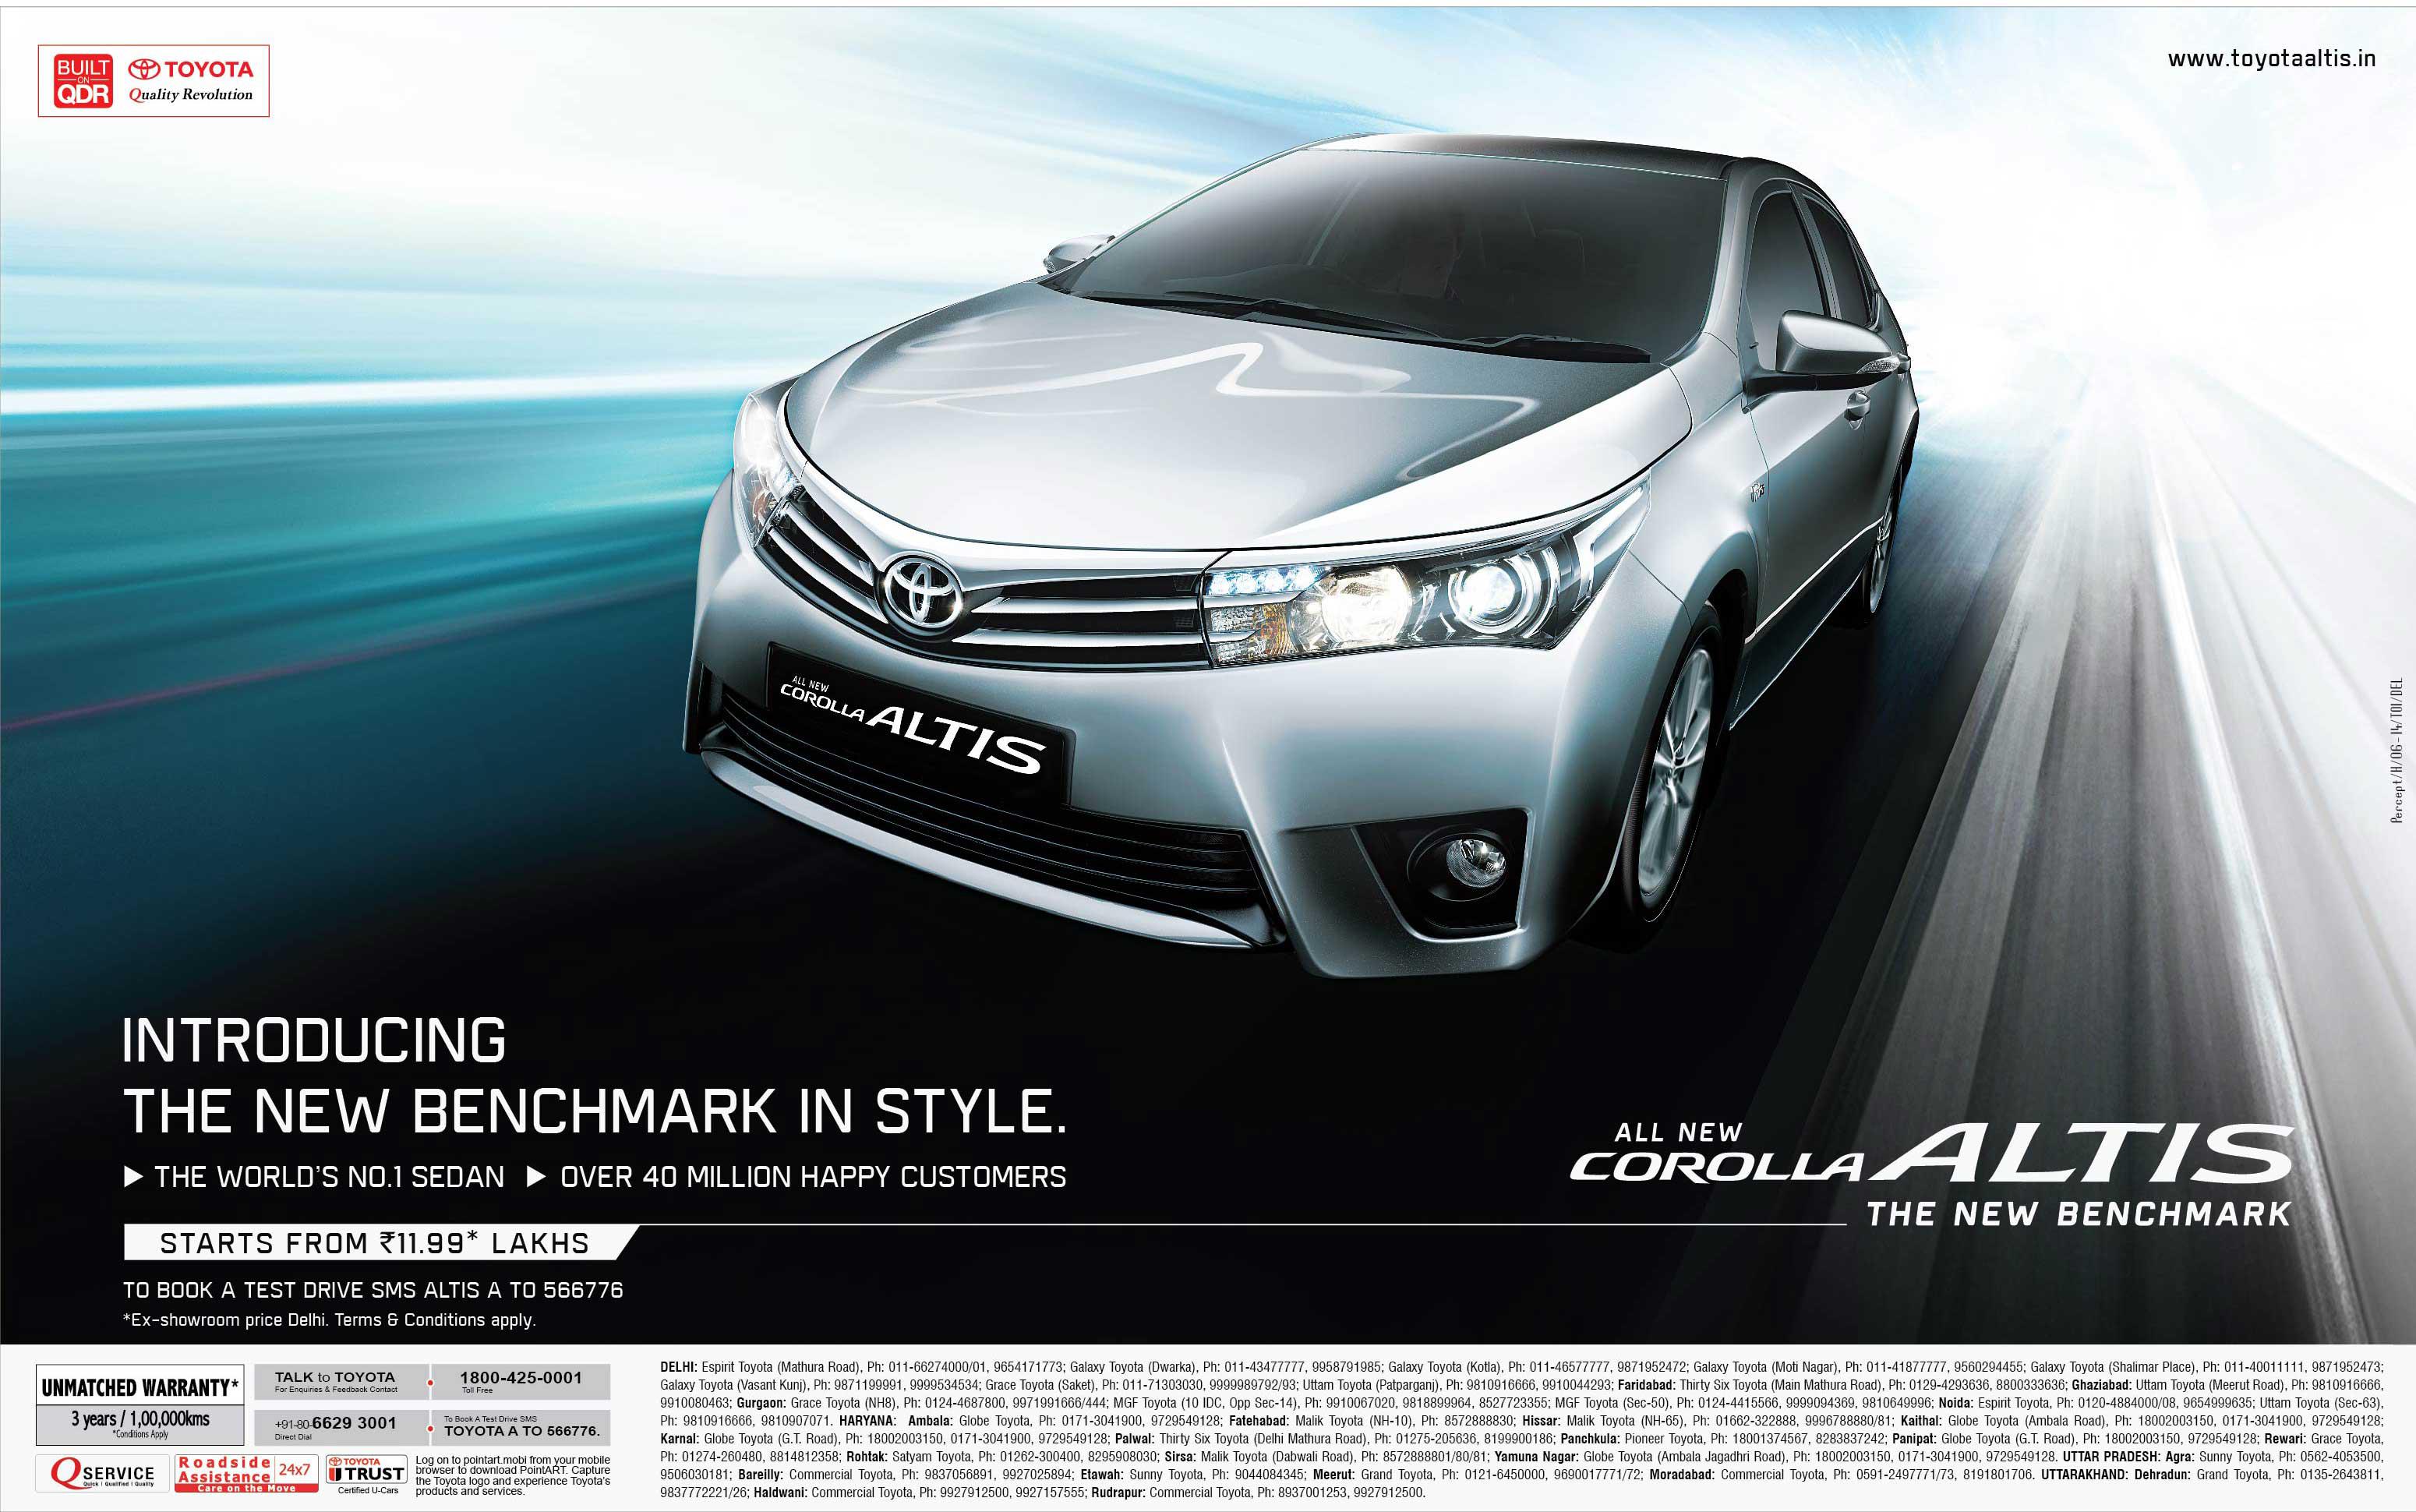 BUILT
ON
QDR
TOYOTA
Quality Revolution
www.toyotaaltis.in
ALL NEW
COROLLA ALTIS
Percept/H/06-14/TOI/DEL
INTRODUCING
THE NEW BENCHMARK IN STYLE.
▶ THE WORLD'S NO.1 SEDAN ▶ OVER 40 MILLION HAPPY CUSTOMERS
STARTS FROM ₹11.99* LAKHS
TO BOOK A TEST DRIVE SMS ALTIS A TO 566776
*Ex-showroom price Delhi. Terms & Conditions apply.
ALL NEW
COROLLA ALTIS
THE NEW BENCHMARK
UNMATCHED WARRANTY*
3 years / 1,00,000kms
*Conditions Apply
TALK to TOYOTA
For Enquiries & Feedback Contact
1800-425-0001
Toll Free
+91-80-6629 3001
Direct Dial
To Book A Test Drive SMS
TOYOTA A TO 566776.
Q SERVICE
Quick I Qualified I Quality
Roadside
Assistance 24x7
Care on the Move
TOYOTA
U TRUST
Certified U-Cars
Log on to pointart.mobi from your mobile
browser to download PointART. Capture
the Toyota logo and experience Toyota's
products and services.
DELHI: Espirit Toyota (Mathura Road), Ph: 011-66274000/01, 9654171773; Galaxy Toyota (Dwarka), Ph: 011-43477777, 9958791985; Galaxy Toyota (Kotla), Ph: 011-46577777, 9871952472; Galaxy Toyota (Moti Nagar), Ph: 011-41877777, 9560294455; Galaxy Toyota (Shalimar Place), Ph: 011-40011111, 9871952473;
Galaxy Toyota (Vasant Kunj), Ph: 9871199991, 9999534534; Grace Toyota (Saket), Ph: 011-71303030, 9999989792/93; Uttam Toyota (Patparganj), Ph: 9810916666, 9910044293; Faridabad: Thirty Six Toyota (Main Mathura Road), Ph: 0129-4293636, 8800333636; Ghaziabad: Uttam Toyota (Meerut Road), Ph: 9810916666,
9910080463; Gurgaon: Grace Toyota (NH8), Ph: 0124-4687800, 9971991666/444; MGF Toyota (10 IDC, Opp Sec-14), Ph: 9910067020, 9818899964, 8527723355; MGF Toyota (Sec-50), Ph: 0124-4415566, 9999094369, 9810649996; Noida: Espirit Toyota, Ph: 0120-4884000/08, 9654999635; Uttam Toyota (Sec-63),
Ph: 9810916666, 9810907071. HARYANA: Ambala: Globe Toyota, Ph: 0171-3041900, 9729549128; Fatehabad: Malik Toyota (NH-10), Ph: 8572888830; Hissar: Malik Toyota (NH-65), Ph: 01662-322888, 9996788880/81; Kaithal: Globe Toyota (Ambala Road), Ph: 18002003150, 0171-3041900, 9729549128;
Karnal: Globe Toyota (G.T. Road), Ph: 18002003150, 0171-3041900, 9729549128; Palwal: Thirty Six Toyota (Delhi Mathura Road), Ph: 01275-205636, 8199900186; Panchkula: Pioneer Toyota, Ph: 18001374567, 8283837242; Panipat: Globe Toyota (G.T. Road), Ph: 18002003150, 9729549128; Rewari: Grace Toyota,
Ph: 01274-260480, 8814812358; Rohtak: Satyam Toyota, Ph: 01262-300400, 8295908030; Sirsa: Malik Toyota (Dabwali Road), Ph: 8572888801/80/81; Yamuna Nagar: Globe Toyota (Ambala Jagadhri Road), Ph: 18002003150, 0171-3041900, 9729549128. UTTAR PRADESH: Agra: Sunny Toyota, Ph: 0562-4053500,
9506030181; Bareilly: Commercial Toyota, Ph: 9837056891, 9927025894; Etawah: Sunny Toyota, Ph: 9044084345; Meerut: Grand Toyota, Ph: 0121-6450000, 9690017771/72; Moradabad: Commercial Toyota, Ph: 0591-2497771/73, 8191801706. UTTARAKHAND: Dehradun: Grand Toyota, Ph: 0135-2643811,
9837772221/26; Haldwani: Commercial Toyota, Ph: 9927912500, 9927157555; Rudrapur: Commercial Toyota, Ph: 8937001253, 9927912500.